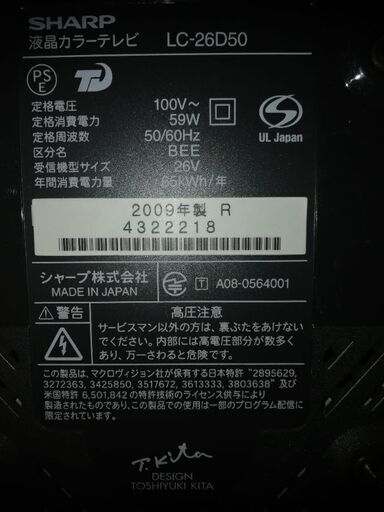 SHARP
液晶カラーテレビ LC-26D50
PS
E
定格電圧 100V～
定格消費電力 59W
定格周波数 50/60Hz
区分名 BEE
受信機型サイズ 26V
年間消費電力量 65kWh/年
UL Japan
2009年製 R
4322218
シャープ株式会社
MADE IN JAPAN
T A08-0564001
警告 高圧注意
サービスマン以外の方は、裏ぶたをあけない
でください。内部には高電圧部分が数多く
あり、万一さわると危険です。
この製品は、マクロヴィジョン社が保有する日本特許 "2895629,
3272363, 3425850, 3517672, 3613333, 3803638" 及び
米国特許 6,501,842 の特許技術のライセンス供与により
製造されたものであり、この製品での使用は一部のプログラム配信に
限定されています。
T. Kita
DESIGN
TOSHIYUKI KITA